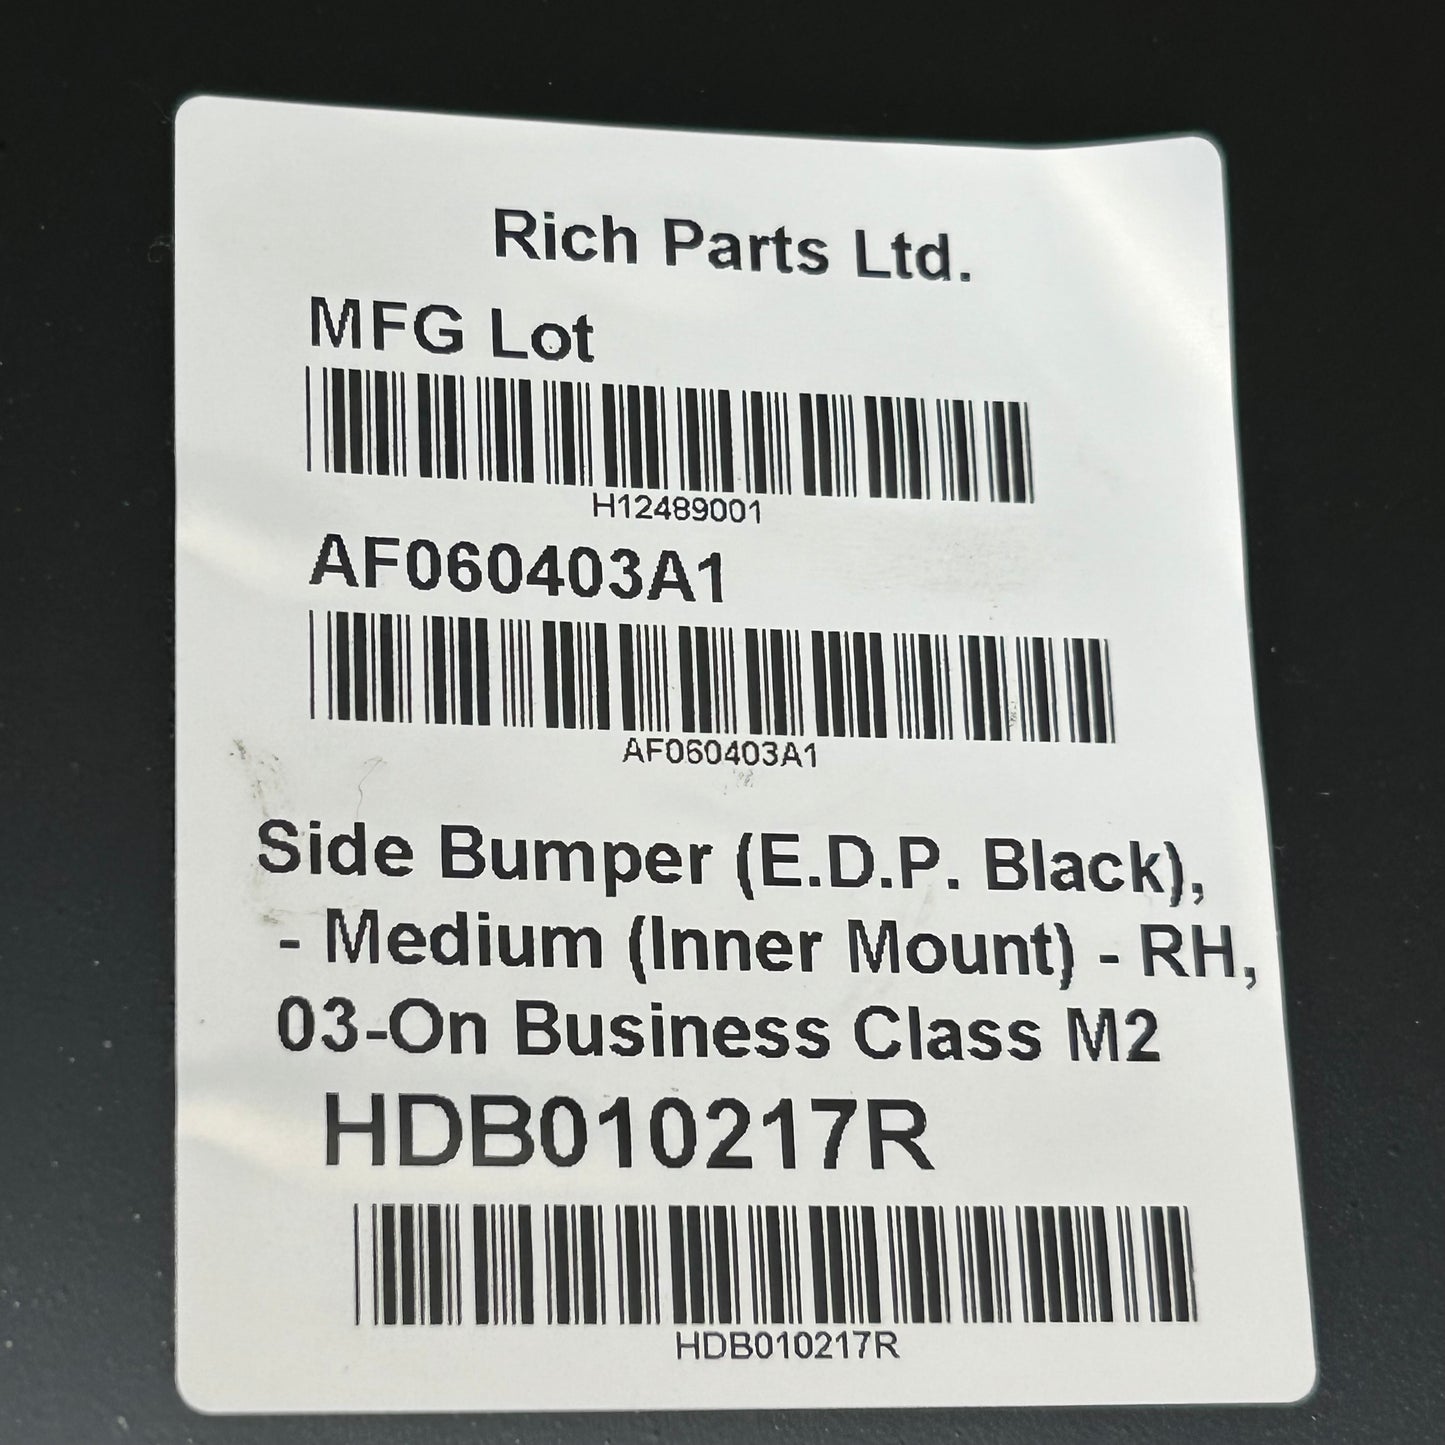 Rich Parts Ltd.
MFG Lot
H12489001
AF060403A1
AF060403A1
Side Bumper (E.D.P. Black),
- Medium (Inner Mount) - RH,
03-On Business Class M2
HDB010217R
HDB010217R